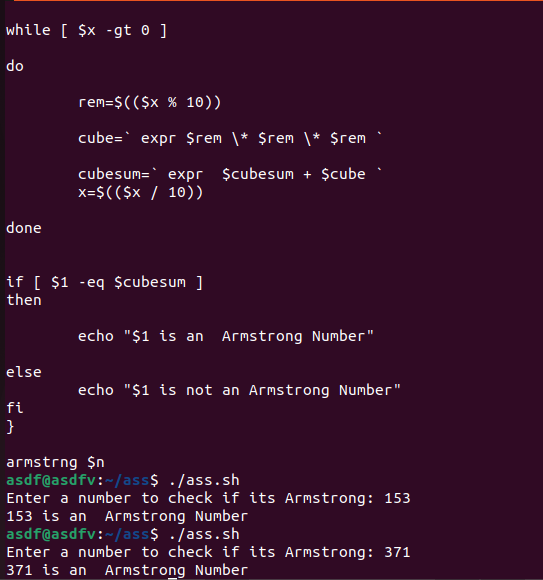 while [ $x -gt 0 ]
do
rem=$(($x % 10))
cube=` expr $rem \* $rem \* $rem `
cubesum=` expr  $cubesum + $cube `
x=$(($x / 10))
done
if [ $1 -eq $cubesum ]
then
echo "$1 is an  Armstrong Number"
else
echo "$1 is not an Armstrong Number"
fi
}
armstrng $n
asdf@asdfv:~/ass$ ./ass.sh
Enter a number to check if its Armstrong: 153
153 is an  Armstrong Number
asdf@asdfv:~/ass$ ./ass.sh
Enter a number to check if its Armstrong: 371
371 is an  Armstrong Number